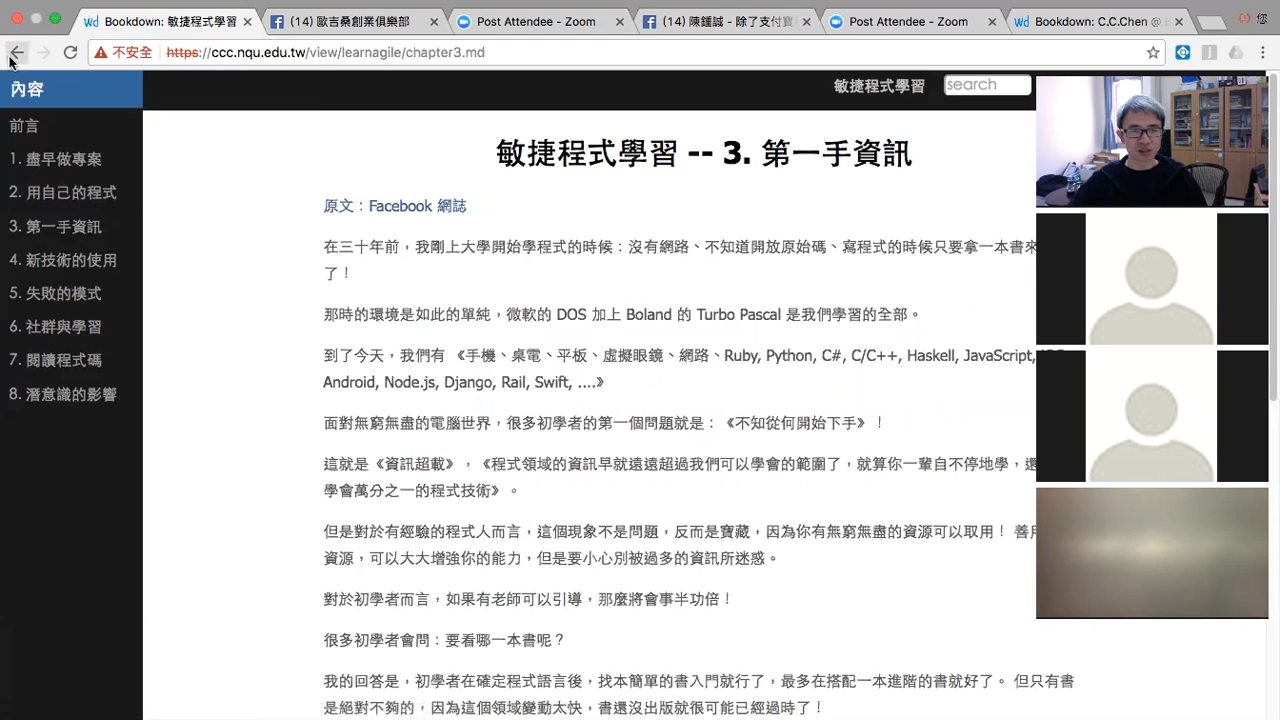 Bookdown: 敏捷程式學習
(14) 歐吉桑創業俱樂部
Post Attendee - Zoom
(14) 陳鍾誠 - 除了支付寶
Post Attendee - Zoom
Bookdown: C.C.Chen @
不安全 https://ccc.nqu.edu.tw/view/learnagile/chapter3.md
內容
敏捷程式學習
search
前言
1. 盡早做專案
2. 用自己的程式
3. 第一手資訊
4. 新技術的使用
5. 失敗的模式
6. 社群與學習
7. 閱讀程式碼
8. 潛意識的影響
敏捷程式學習 -- 3. 第一手資訊
原文：Facebook 網誌
在三十年前，我剛上大學開始學程式的時候：沒有網路、不知道開放原始碼、寫程式的時候只要拿一本書來
了！
那時的環境是如此的單純，微軟的 DOS 加上 Boland 的 Turbo Pascal 是我們學習的全部。
到了今天，我們有 《手機、桌電、平板、虛擬眼鏡、網路、Ruby, Python, C#, C/C++, Haskell, JavaScript,
Android, Node.js, Django, Rail, Swift, ....》
面對無窮無盡的電腦世界，很多初學者的第一個問題就是：《不知從何開始下手》！
這就是《資訊超載》，《程式領域的資訊早就遠遠超過我們可以學會的範圍了，就算你一輩自不停地學，還
學會萬分之一的程式技術》。
但是對於有經驗的程式人而言，這個現象不是問題，反而是寶藏，因為你有無窮無盡的資源可以取用！ 善
資源，可以大大增強你的能力，但是要小心別被過多的資訊所迷惑。
對於初學者而言，如果有老師可以引導，那麼將會事半功倍！
很多初學者會問：要看哪一本書呢？
我的回答是，初學者在確定程式語言後，找本簡單的書入門就行了，最多在搭配一本進階的書就好了。 但只有書
是絕對不夠的，因為這個領域變動太快，書還沒出版就很可能已經過時了！